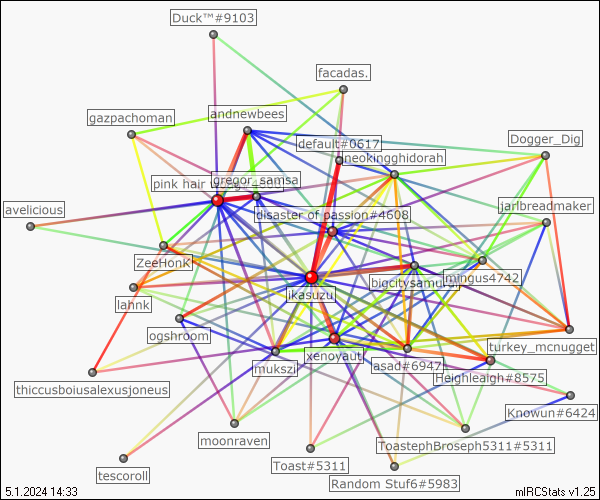 Duck™#9103
facadas.
gazpachoman
andnewbees
default#0617
neokingghidorah
Dogger_Dig
pink hair
gregor_samsa
jarlbreadmaker
avelicious
disaster of passion#4608
ZeeHonk
bigcitysamurai
mingus4742
lahnk
ikasuzu
ogshroom
xenoyaut
turkey_mcnugget
mukszi
asad#6947
Heighleaigh#8575
thiccusboiusalexusjoneus
Knowun#6424
moonraven
ToastephBroseph5311#5311
Toast#5311
tescoroll
Random Stuf6#5983
5.1.2024 14:33
mIRCStats v1.25